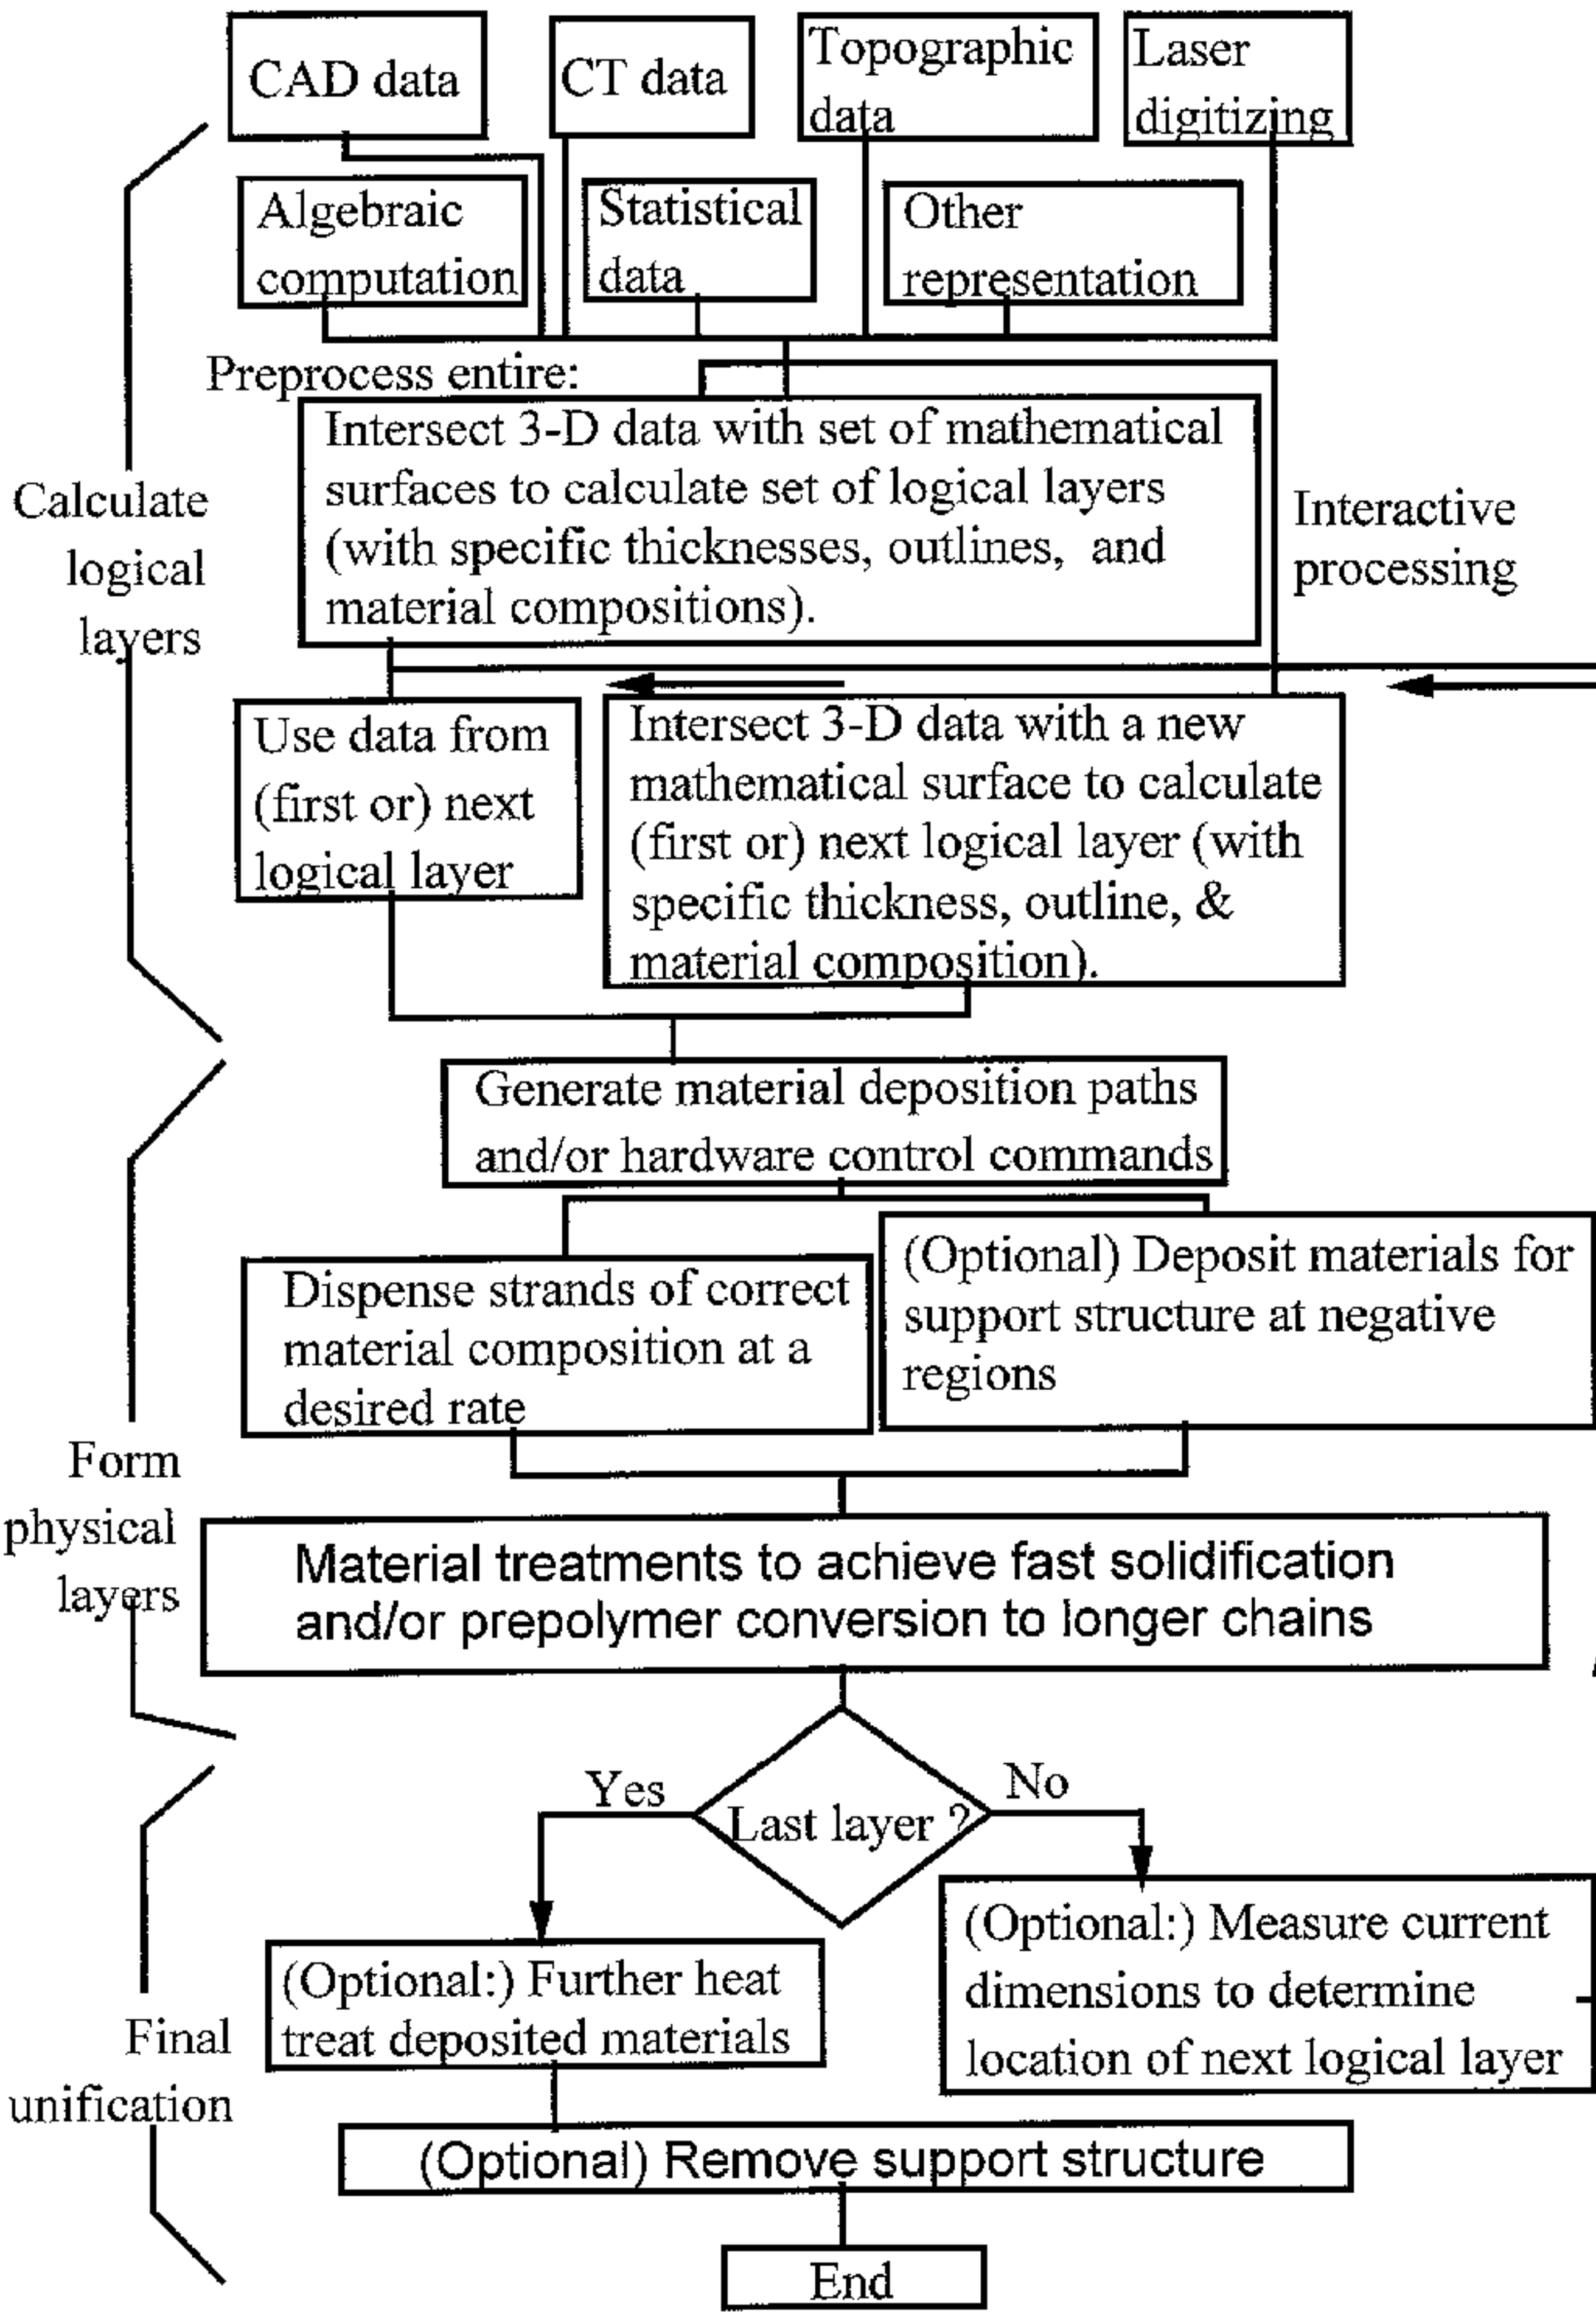 CAD data
CT data
Topographic
data
Laser
digitizing
Algebraic
computation
Statistical
data
Other
representation
Preprocess entire:
Intersect 3-D data with set of mathematical
surfaces to calculate set of logical layers
(with specific thicknesses, outlines, and
material compositions).
Interactive
processing
Calculate
logical
layers
Use data from
(first or) next
logical layer
Intersect 3-D data with a new
mathematical surface to calculate
(first or) next logical layer (with
specific thickness, outline, &
material composition).
Generate material deposition paths
and/or hardware control commands
Dispense strands of correct
material composition at a
desired rate
(Optional) Deposit materials for
support structure at negative
regions
Form
physical
layers
Material treatments to achieve fast solidification
and/or prepolymer conversion to longer chains
Yes
Last layer ?
No
(Optional:) Further heat
treat deposited materials
(Optional:) Measure current
dimensions to determine
location of next logical layer
Final
unification
(Optional) Remove support structure
End